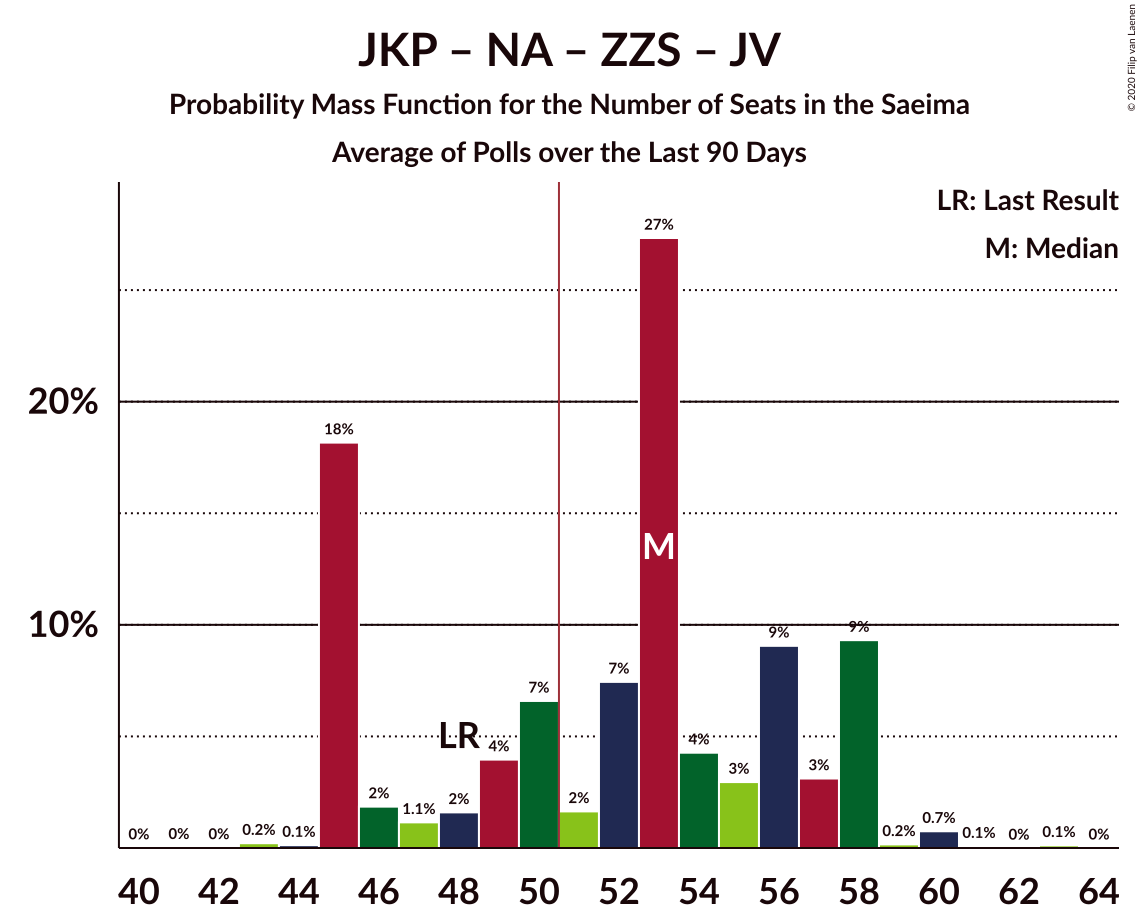 JKP – NA – ZZS – JV
Probability Mass Function for the Number of Seats in the Saeima
Average of Polls over the Last 90 Days
© 2020 Filip van Laenen
LR: Last Result
M: Median
20%
10%
0% 0% 0% 0.2% 0.1% 18% 2% 1.1% 2% 4% 7% 2% 7% 27% 4% 3% 9% 3% 9% 0.2% 0.7% 0.1% 0% 0.1% 0%
LR
M
40 42 44 46 48 50 52 54 56 58 60 62 64